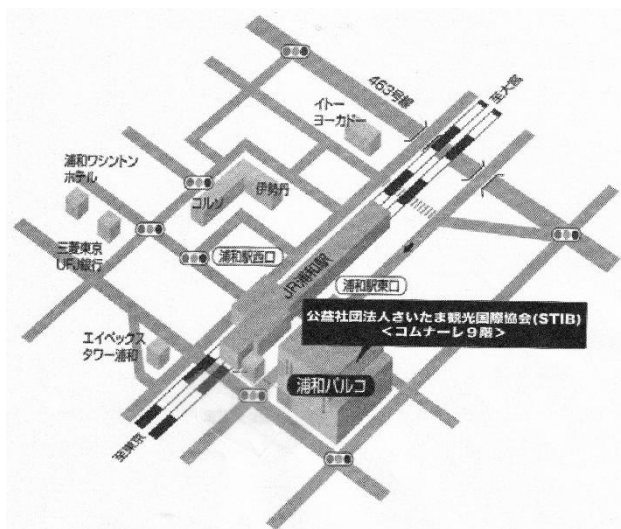 463号線
至大宮
イトー
ヨーカドー
浦和ワシントン
ホテル
コルソ
伊勢丹
三菱東京
UFJ銀行
浦和駅西口
JR浦和駅
浦和駅東口
公益社団法人さいたま観光国際協会(STIB)
<コムナーレ9階>
エイペックス
タワー浦和
浦和パルコ
至東京